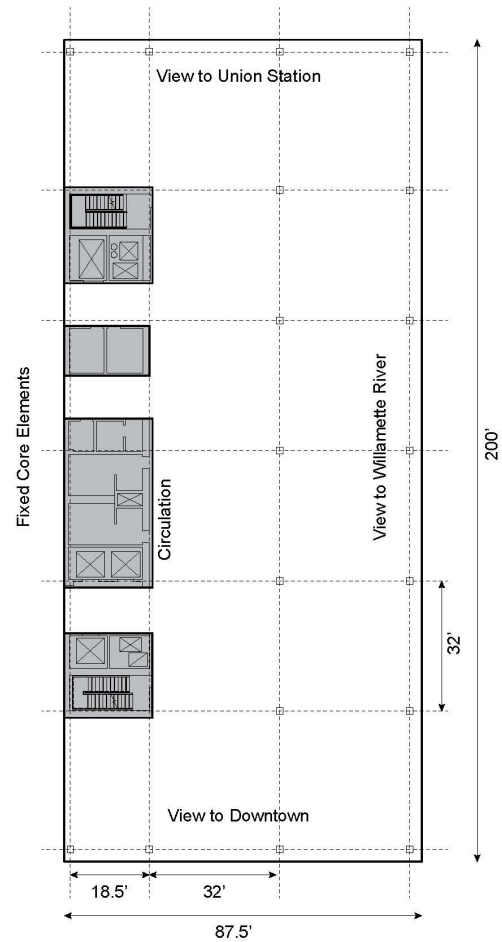 View to Union Station
Fixed Core Elements
Circulation
View to Willamette River
200’
32’
View to Downtown
18.5’
32’
87.5’